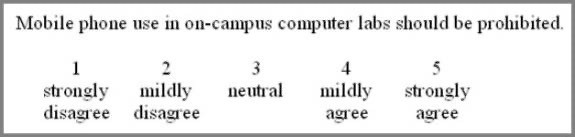 Mobile phone use in on-campus computer labs should be prohibited.
1 2 3 4 5
strongly mildly neutral mildly strongly
disagree disagree agree agree